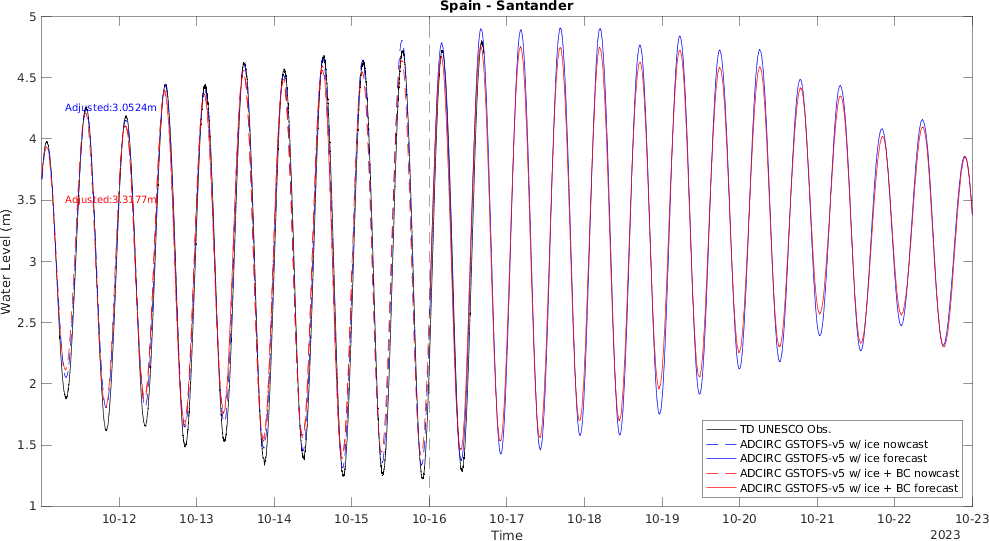 Spain - Santander
5
4.5
Adjusted:3.0524m
4
3.5
Adjusted:3.3177m
3
2.5
2
1.5
1
Water Level (m)
TD UNESCO Obs.
ADCIRC GSTOFS-v5 w/ ice nowcast
ADCIRC GSTOFS-v5 w/ ice forecast
ADCIRC GSTOFS-v5 w/ ice + BC nowcast
ADCIRC GSTOFS-v5 w/ ice + BC forecast
10-12 10-13 10-14 10-15 10-16 10-17 10-18 10-19 10-20 10-21 10-22 10-23
Time
2023